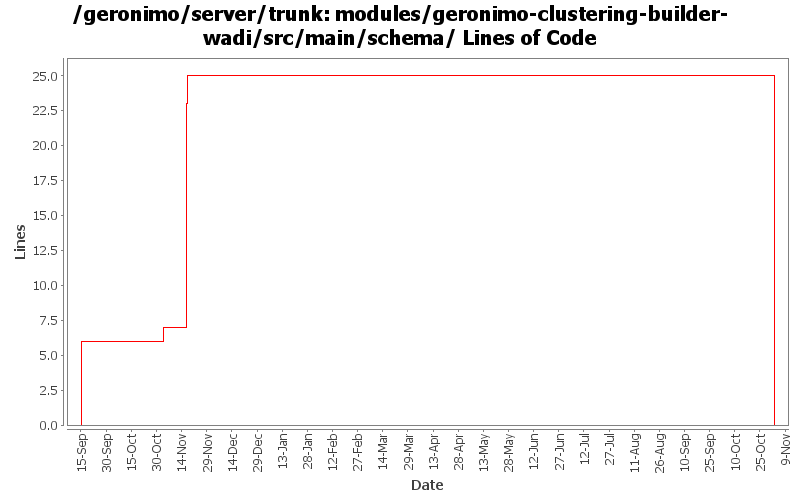 /geronimo/server/trunk: modules/geronimo-clustering-builder-
wadi/src/main/schema/ Lines of Code
25.0
22.5
20.0
17.5
15.0
12.5
10.0
7.5
5.0
2.5
0.0
Lines
15-Sep
30-Sep
15-Oct
30-Oct
14-Nov
29-Nov
14-Dec
29-Dec
13-Jan
28-Jan
12-Feb
27-Feb
14-Mar
29-Mar
13-Apr
28-Apr
13-May
28-May
12-Jun
27-Jun
12-Jul
27-Jul
11-Aug
26-Aug
10-Sep
25-Sep
10-Oct
25-Oct
9-Nov
Date